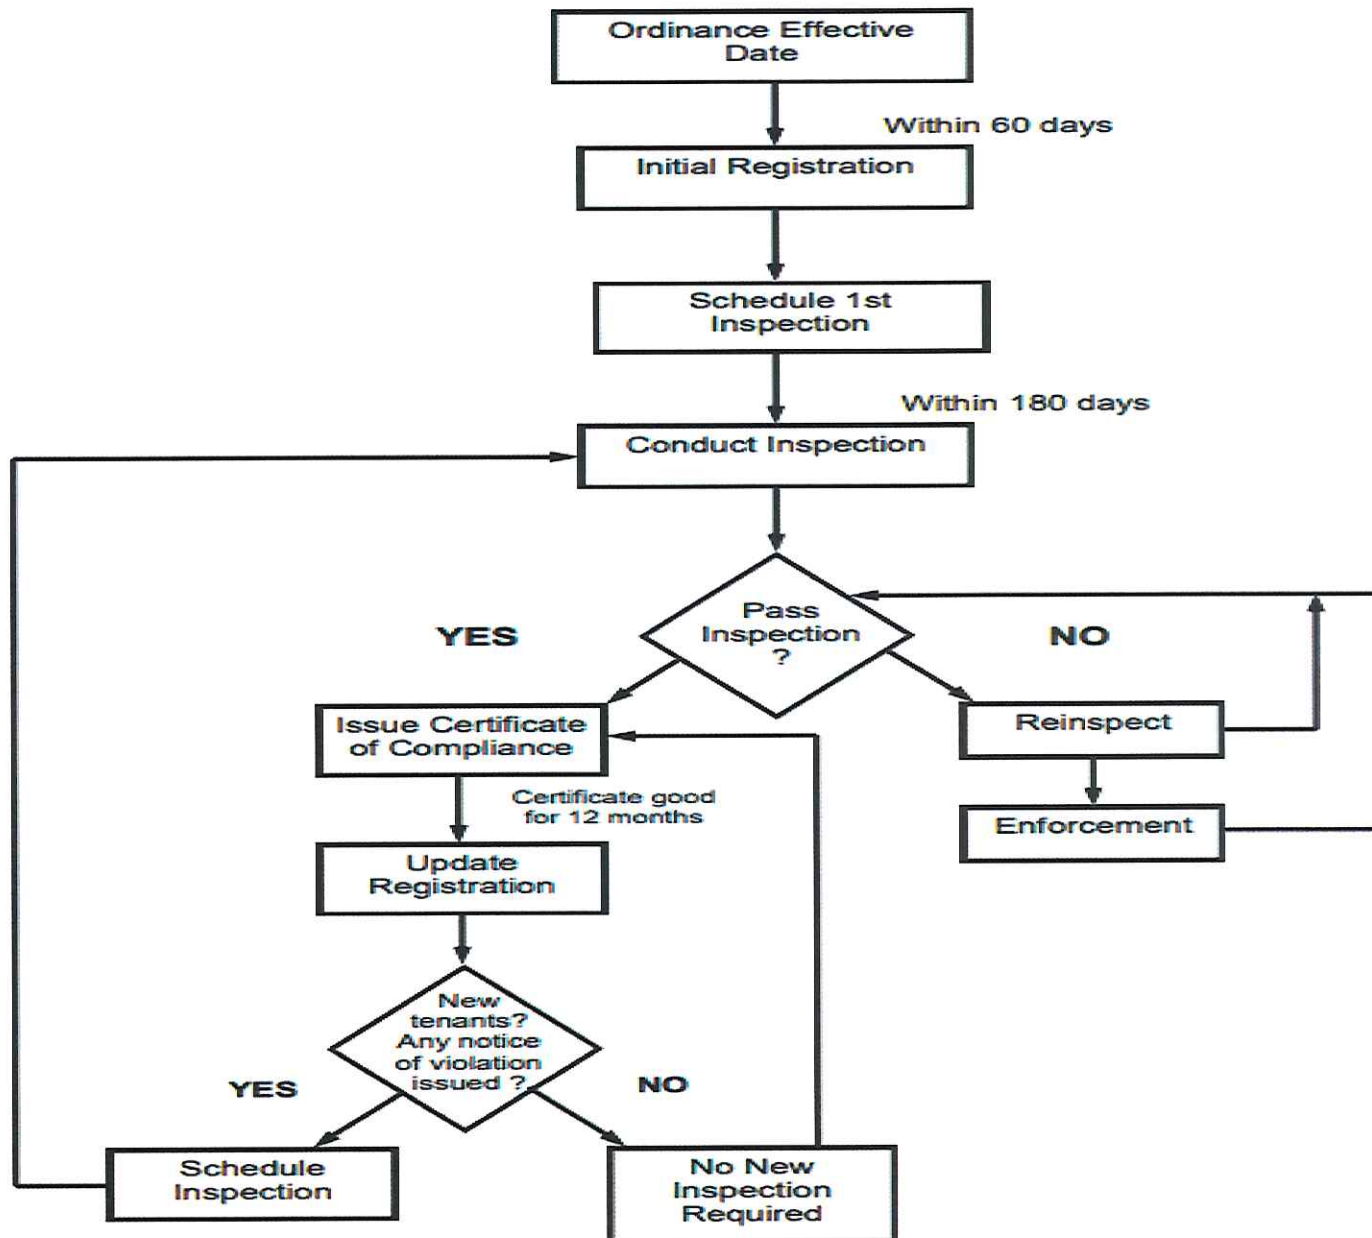 Ordinance Effective
Date
Within 60 days
Initial Registration
Schedule 1st
Inspection
Within 180 days
Conduct Inspection
Pass
Inspection
?
YES
NO
Issue Certificate
of Compliance
Reinspect
Certificate good
for 12 months
Enforcement
Update
Registration
New
tenants?
Any notice
of violation
issued ?
YES
NO
Schedule
Inspection
No New
Inspection
Required